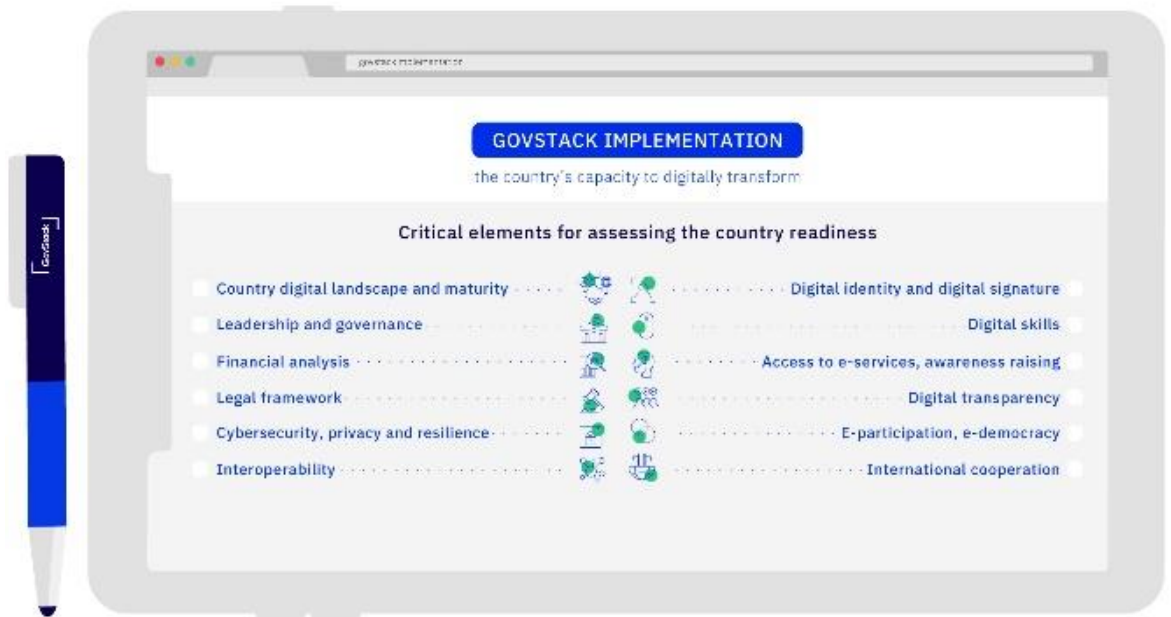 govstack implementation
GOVSTACK IMPLEMENTATION
the country's capacity to digitally transform
Critical elements for assessing the country readiness
Country digital landscape and maturity
Digital identity and digital signature
Leadership and governance
Digital skills
Financial analysis
Access to e-services, awareness raising
Legal framework
Digital transparency
Cybersecurity, privacy and resilience
E-participation, e-democracy
Interoperability
International cooperation
GovStack